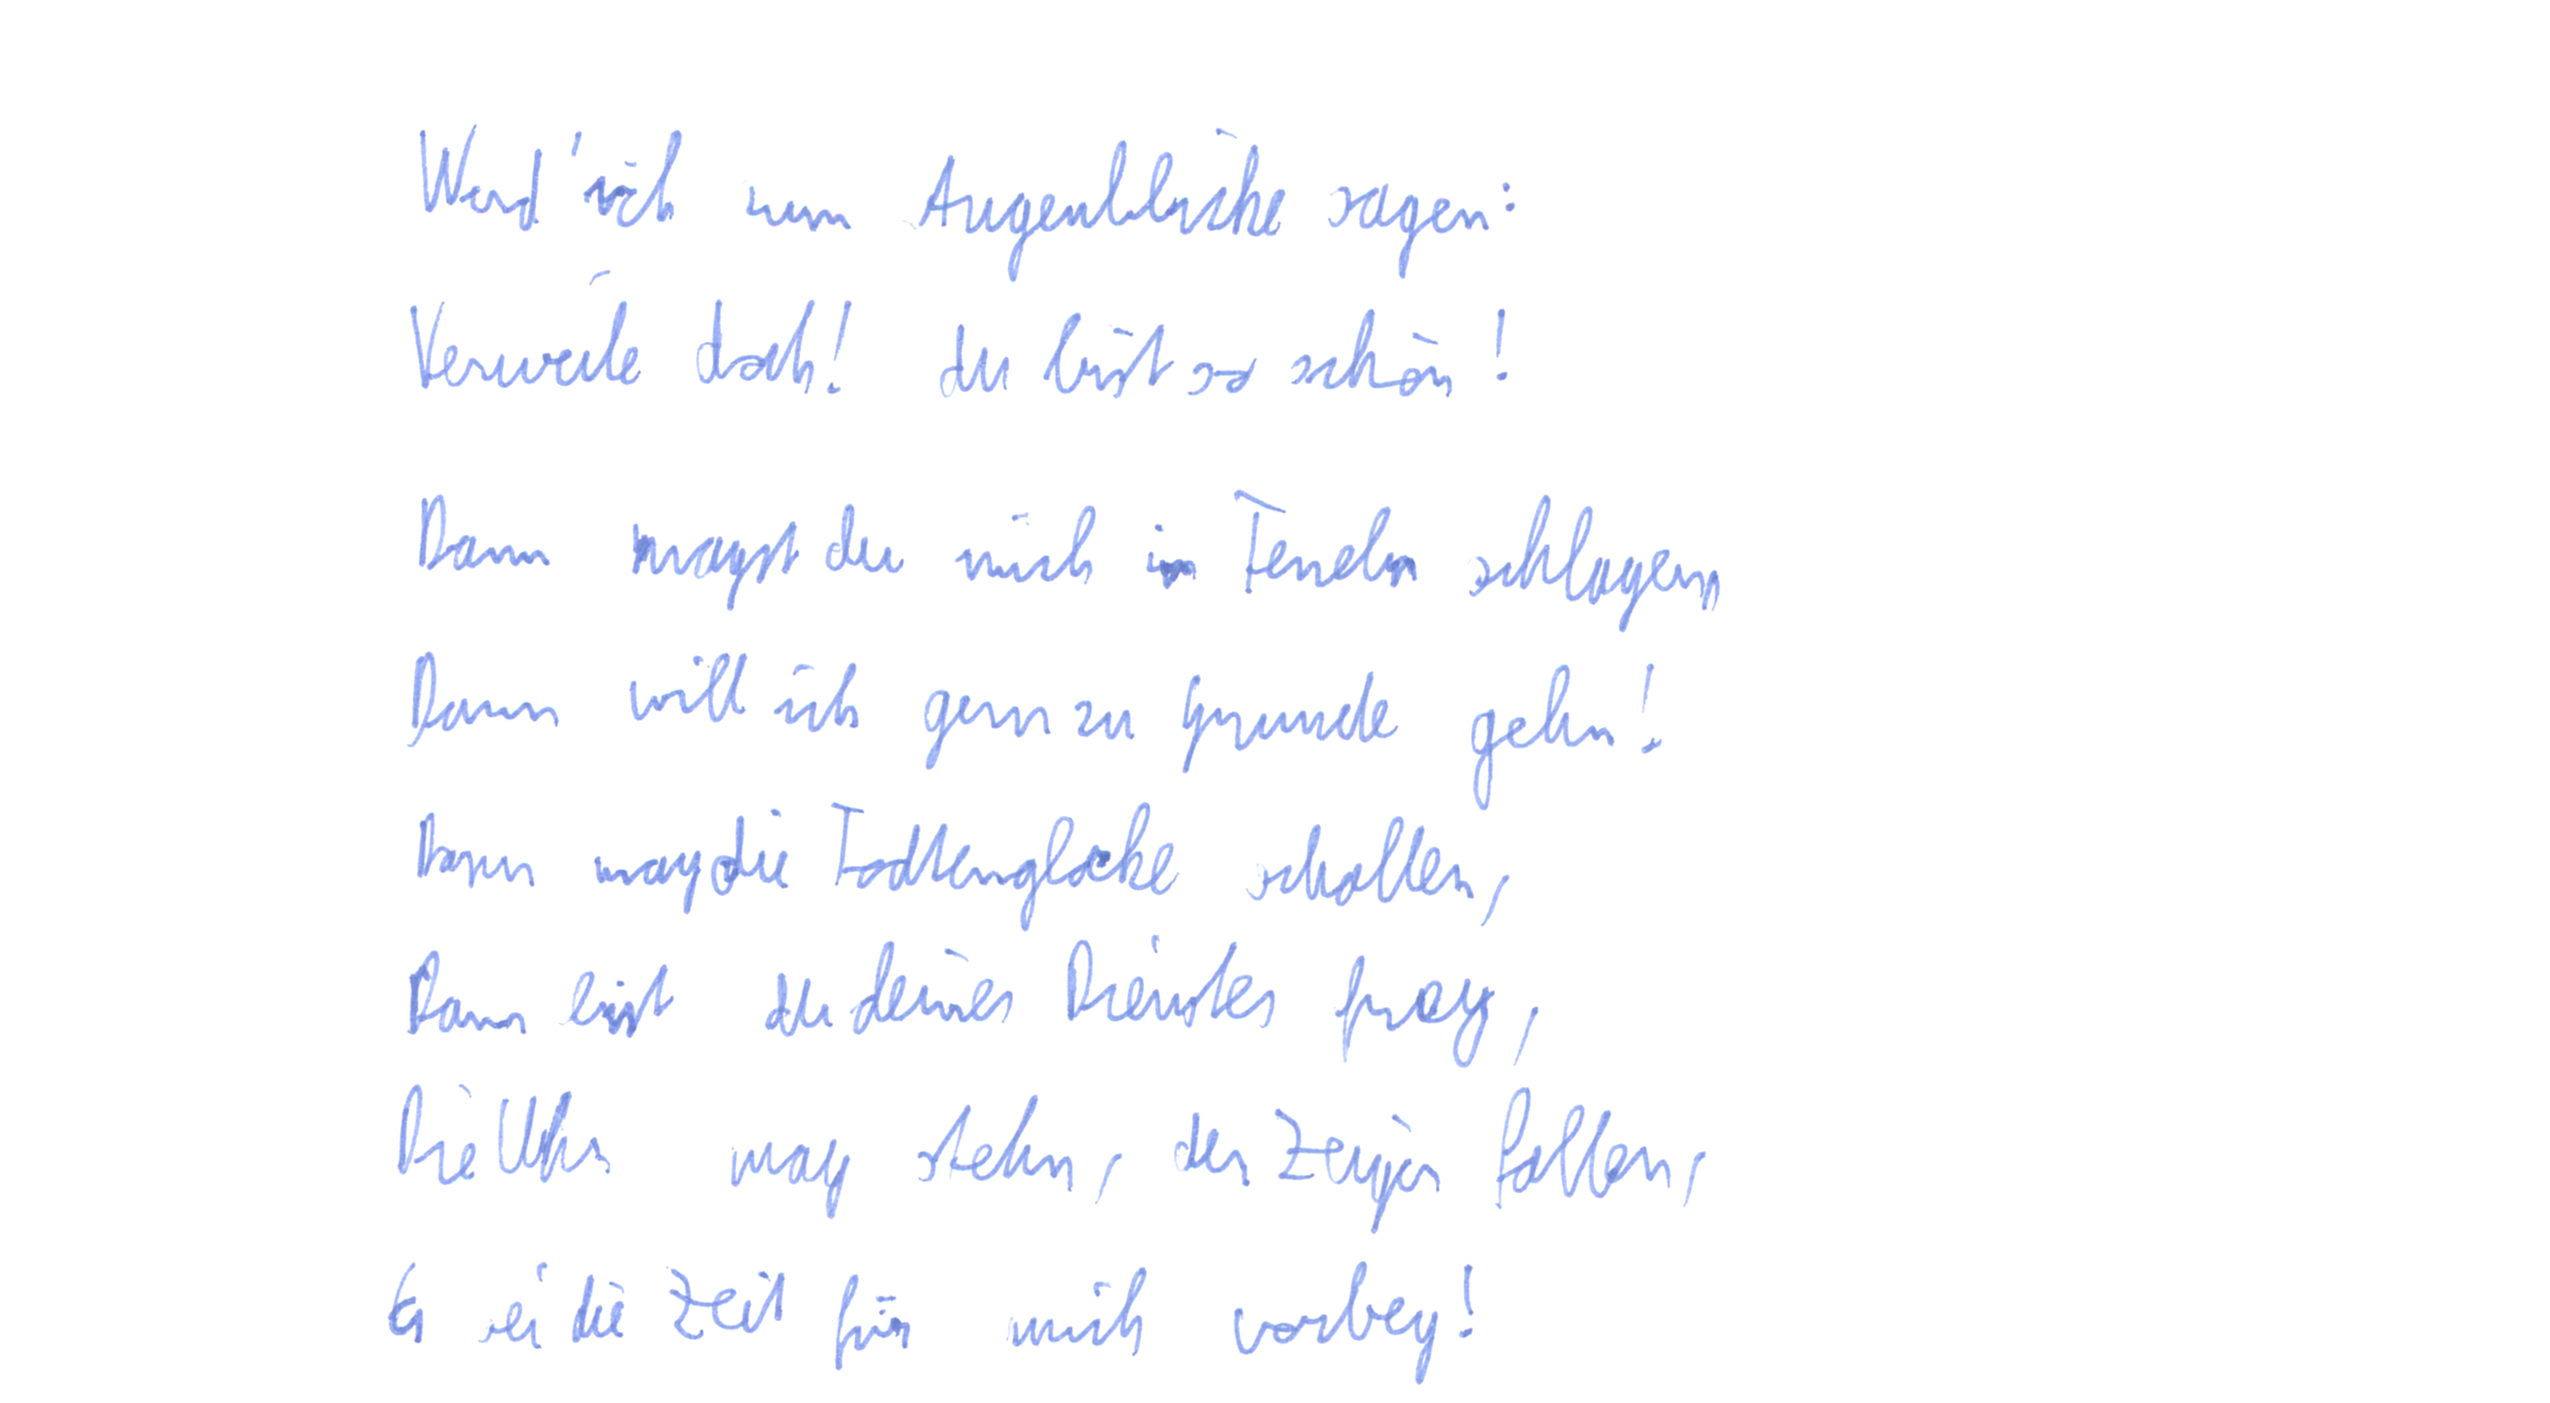 Werd' ich zum Augenblicke sagen:
Verweile doch! du bist so schön!
Dann magst du mich in Fesseln schlagen,
Dann will ich gern zu Grunde gehn!
Dann mag die Todtenglocke schallen,
Dann bist du deines Dienstes frey,
Die Uhr mag stehn, der Zeiger fallen,
Es sei die Zeit für mich vorbey!